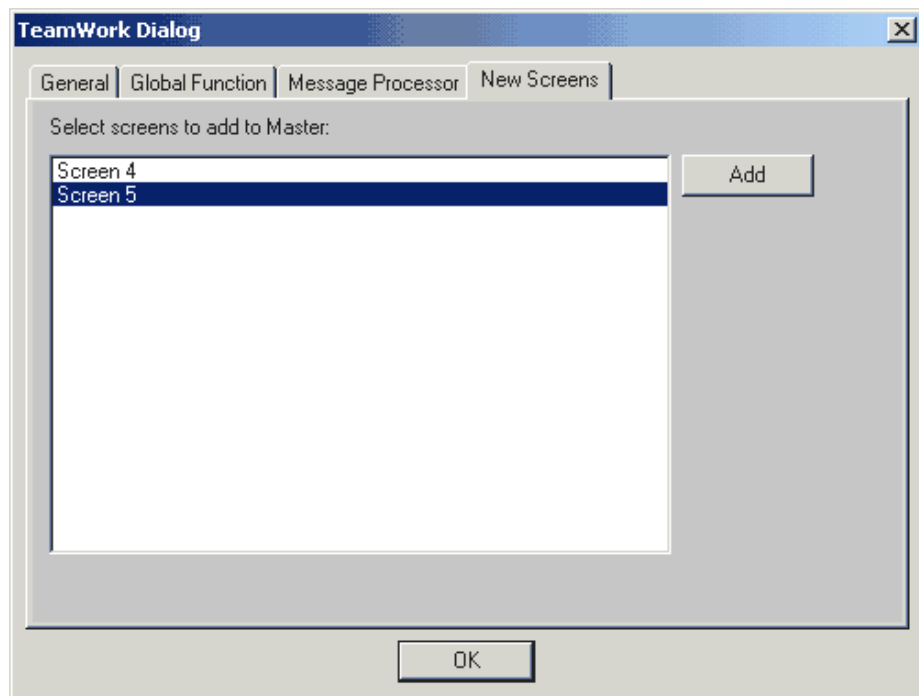 TeamWork Dialog
General Global Function Message Processor New Screens
Select screens to add to Master:
Screen 4
Add
Screen 5
OK